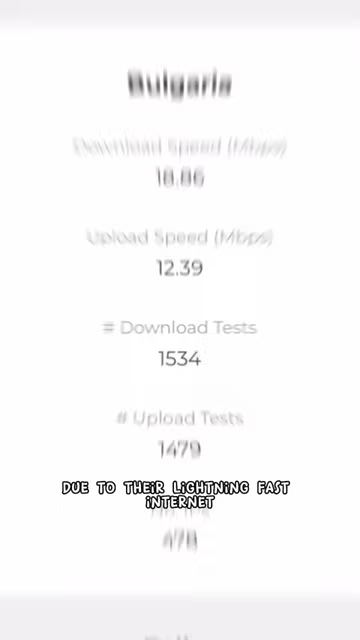 Bulgaria
Download Speed (Mbps)
18.86
Upload Speed (Mbps)
12.39
# Download Tests
1534
# Upload Tests
1479
DUE TO THEIR LIGHTNING FAST
INTERNET
478